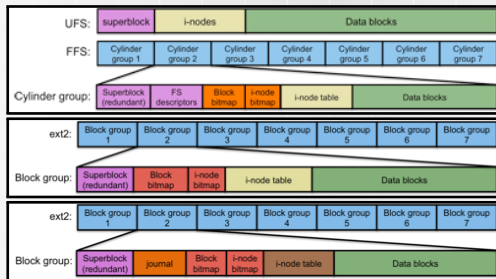 UFS: superblock i-nodes Data blocks
FFS: Cylinder group 1 Cylinder group 2 Cylinder group 3 Cylinder group 4 Cylinder group 5 Cylinder group 6 Cylinder group 7
Cylinder group: Superblock (redundant) FS descriptors Block bitmap i-node bitmap i-node table Data blocks
ext2: Block group 1 Block group 2 Block group 3 Block group 4 Block group 5 Block group 6 Block group 7
Block group: Superblock (redundant) Block bitmap i-node bitmap i-node table Data blocks
ext2: Block group 1 Block group 2 Block group 3 Block group 4 Block group 5 Block group 6 Block group 7
Block group: Superblock (redundant) journal Block bitmap i-node bitmap i-node table Data blocks